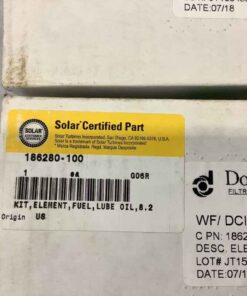 DATE:07/18
SOLAR
Solar Certified Part
Solar Turbines Incorporated, San Diego, CA 92186-5376, U.S.A.
Solar is a trademark of Solar Turbines Incorporated.
186280-100
1 ea G06R
KIT,ELEMENT,FUEL,LUBE OIL,8.2
Origin US
Do
FILTR
WF/ DCI
C PN: 1862
DESC. ELE
LOT# JT15
DATE:07/1